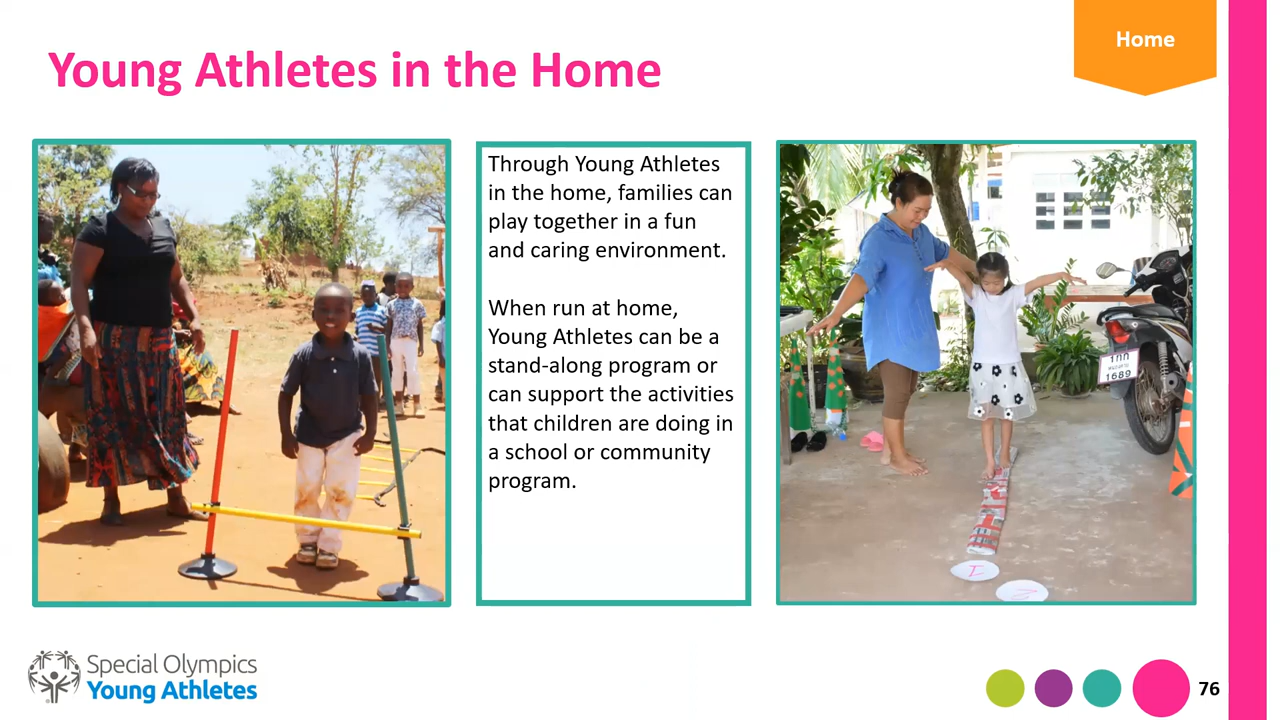 Home
Young Athletes in the Home
Through Young Athletes
in the home, families can
play together in a fun
and caring environment.
When run at home,
Young Athletes can be a
stand-along program or
can support the activities
that children are doing in
a school or community
program.
1689
Special Olympics
Young Athletes
76